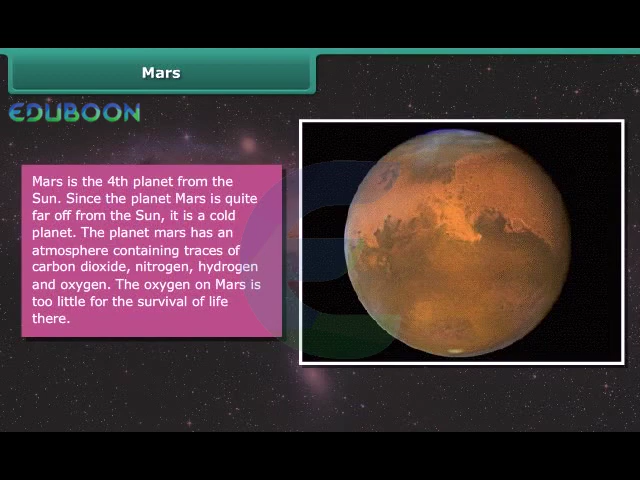 Mars
EDUBOON
Mars is the 4th planet from the
Sun. Since the planet Mars is quite
far off from the Sun, it is a cold
planet. The planet mars has an
atmosphere containing traces of
carbon dioxide, nitrogen, hydrogen
and oxygen. The oxygen on Mars is
too little for the survival of life
there.